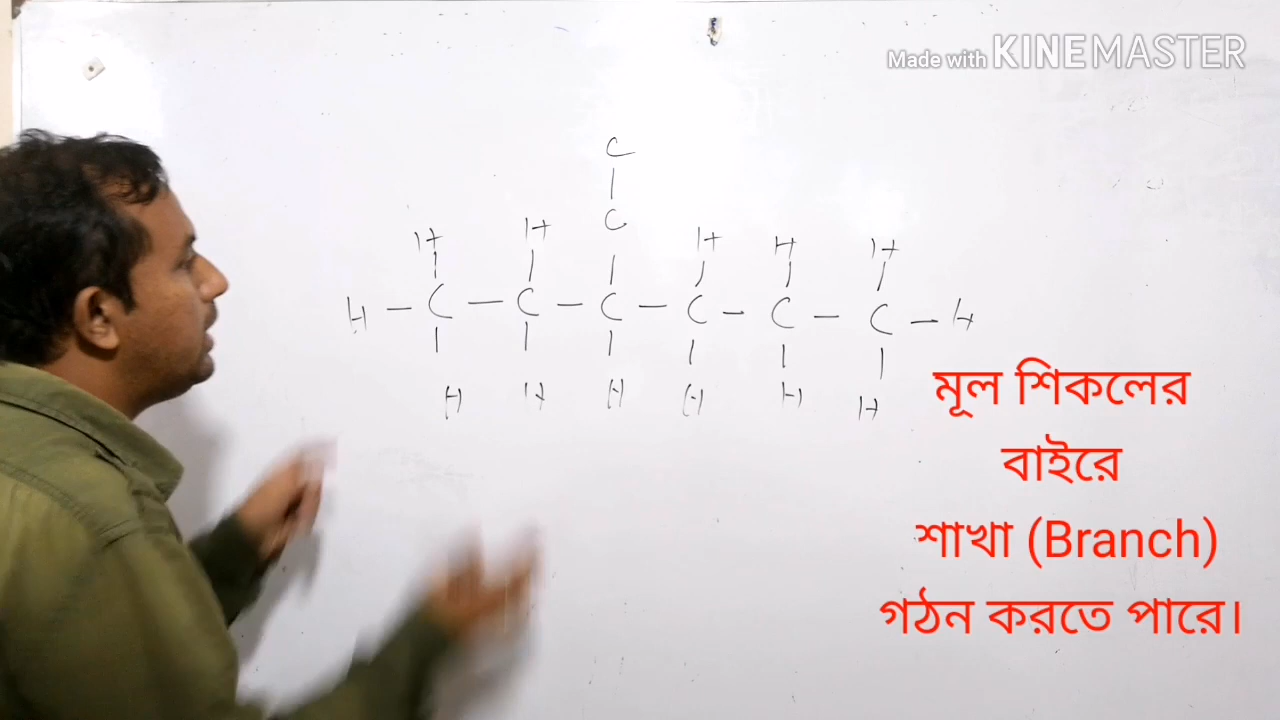 Made with KINEMASTER
C
|
C
H H | H H H
| | | | | |
H - C - C - C - C - C - C - H
| | | | | |
H H H H H H
মূল শিকলের
বাইরে
শাখা (Branch)
গঠন করতে পারে।